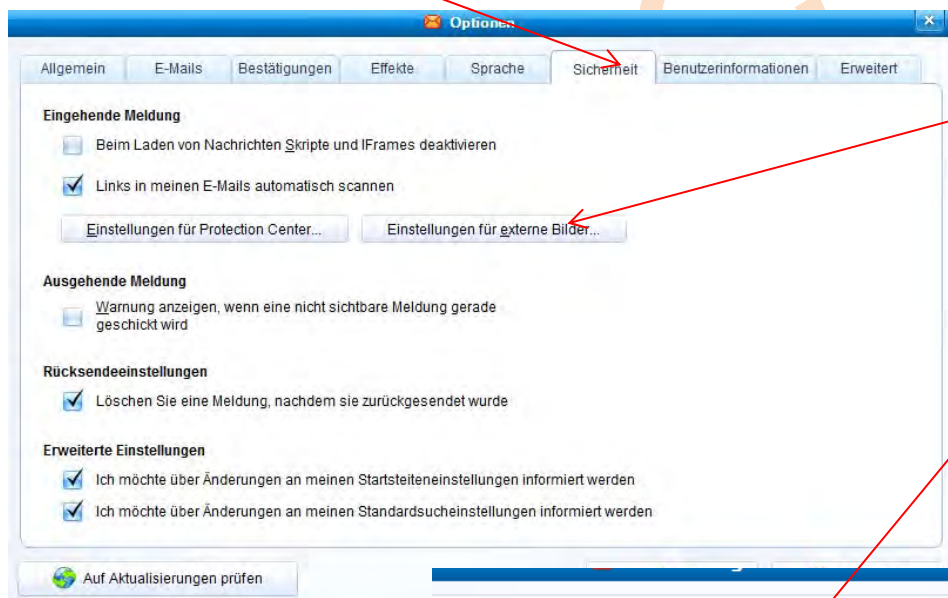 Optionen
Allgemein E-Mails Bestätigungen Effekte Sprache Sicherheit Benutzerinformationen Erweitert
Eingehende Meldung
Beim Laden von Nachrichten Skripte und IFrames deaktivieren
Links in meinen E-Mails automatisch scannen
Einstellungen für Protection Center... Einstellungen für externe Bilder...
Ausgehende Meldung
Warnung anzeigen, wenn eine nicht sichtbare Meldung gerade
geschickt wird
Rücksendeeinstellungen
Löschen Sie eine Meldung, nachdem sie zurückgesendet wurde
Erweiterte Einstellungen
Ich möchte über Änderungen an meinen Startsteiteneinstellungen informiert werden
Ich möchte über Änderungen an meinen Standardsucheinstellungen informiert werden
Auf Aktualisierungen prüfen